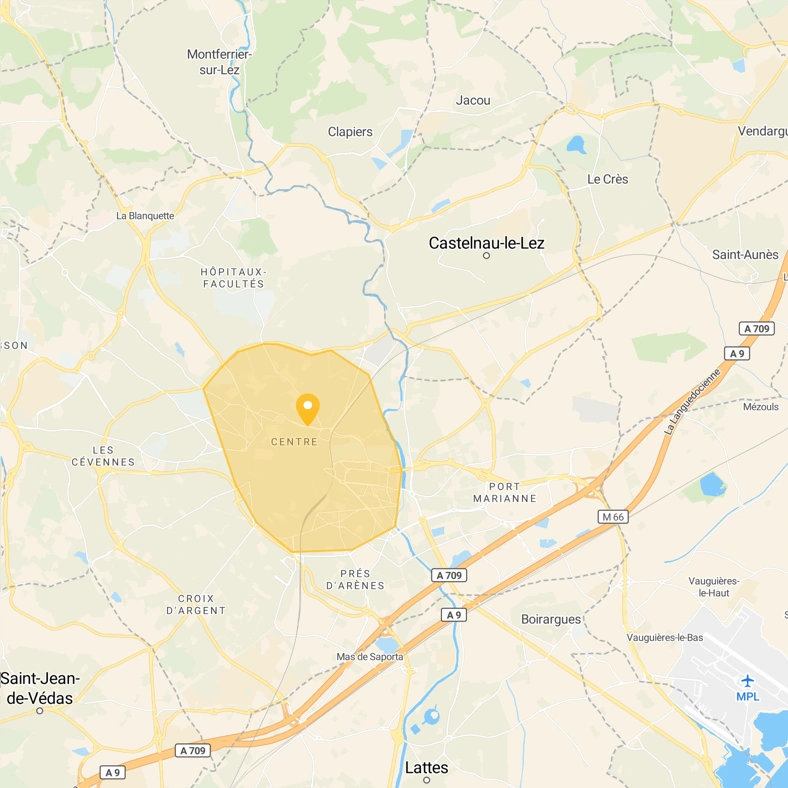 Montferrier-
sur-Lez
Jacou
Clapiers
Vendargu
Le Crès
La Blanquette
Castelnau-le-Lez
Saint-Aunès
HÔPITAUX-
FACULTÉS
L
A 709
SSON
A 9
La Languedocienne
Mézouls
CENTRE
LES
CÉVENNES
PORT
MARIANNE
M 66
PRÉS
D'ARÈNES
A 709
Vauguières-
le-Haut
CROIX
D'ARGENT
A 9
S
Boirargues
Vauguières-le-Bas
Mas de Saporta
Saint-Jean-
de-Védas
MPL
A 709
A 9
Lattes